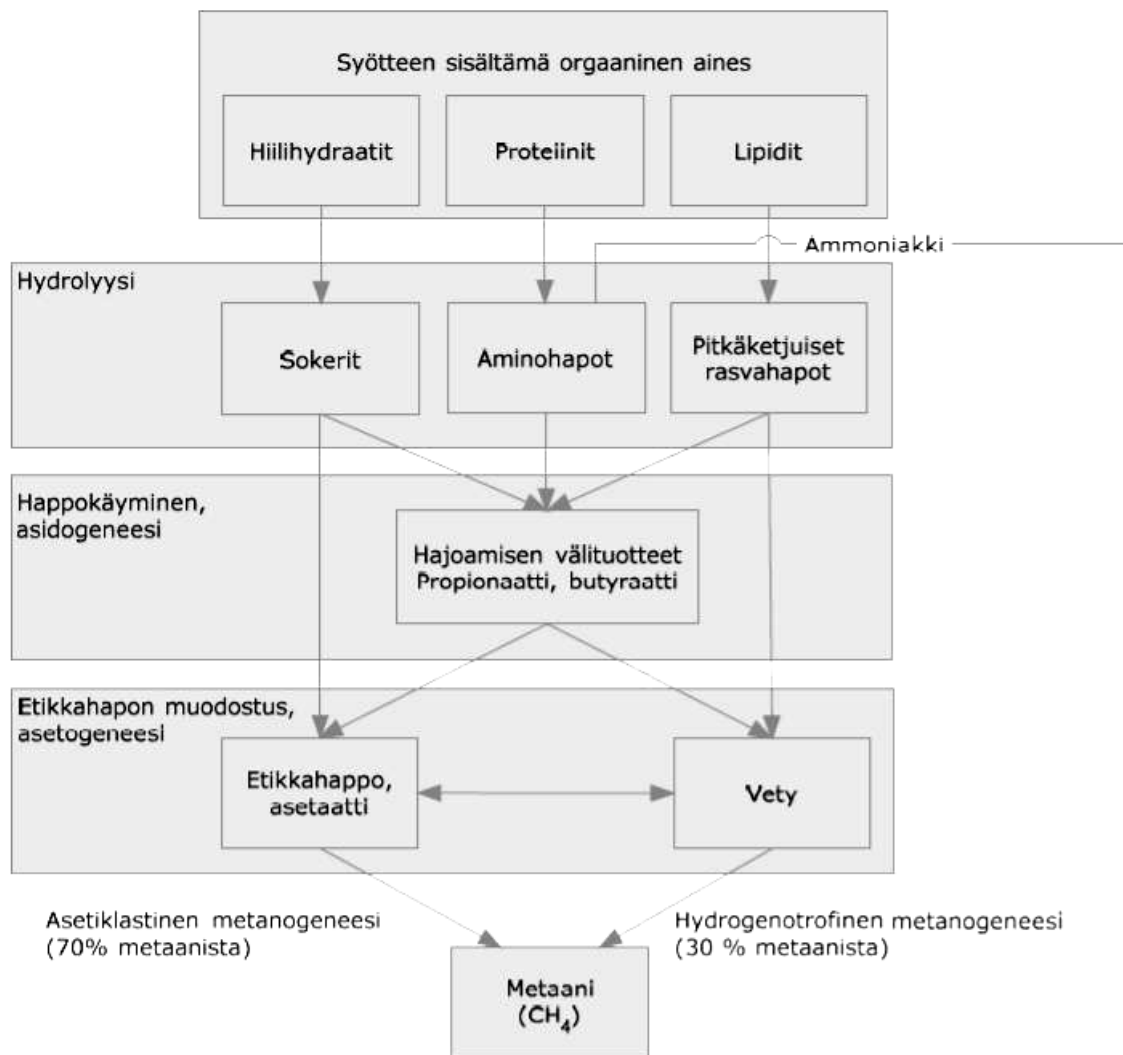 Syötteen sisältämä orgaaninen aines
Hiilihydraatit
Proteiinit
Lipidit
Ammoniakki
Hydrolyysi
Sokerit
Aminohapot
Pitkäketjuiset
rasvahapot
Happokäyminen,
asidogeneesi
Hajoamisen välituotteet
Propionaatti, butyraatti
Etikkahapon muodostus,
asetogeneesi
Etikkahappo,
asetaatti
Vety
Asetiklastinen metanogeneesi
(70% metaanista)
Hydrogenotrofinen metanogeneesi
(30 % metaanista)
Metaani
(CH₄)